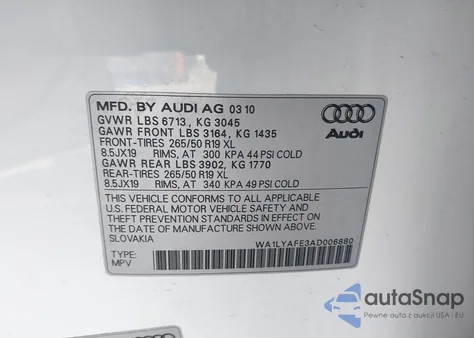 MFD. BY AUDI AG 03 10
GVWR LBS 6713, KG 3045
GAWR FRONT LBS 3164, KG 1435
FRONT-TIRES 265/50 R19 XL
8.5JX19 RIMS, AT 300 KPA 44 PSI COLD
GAWR REAR LBS 3902, KG 1770
REAR-TIRES 265/50 R19 XL
8.5JX19 RIMS, AT 340 KPA 49 PSI COLD
Audi
THIS VEHICLE CONFORMS TO ALL APPLICABLE
U.S. FEDERAL MOTOR VEHICLE SAFETY AND
THEFT PREVENTION STANDARDS IN EFFECT
ON DATE OF MANUFACTURE SHOWN ABOVE.
SLOVAKIA
WA1LYAFE3AD006880
TYPE:
MPV
autoSnap
Pewne auto z aukcji USA i EU